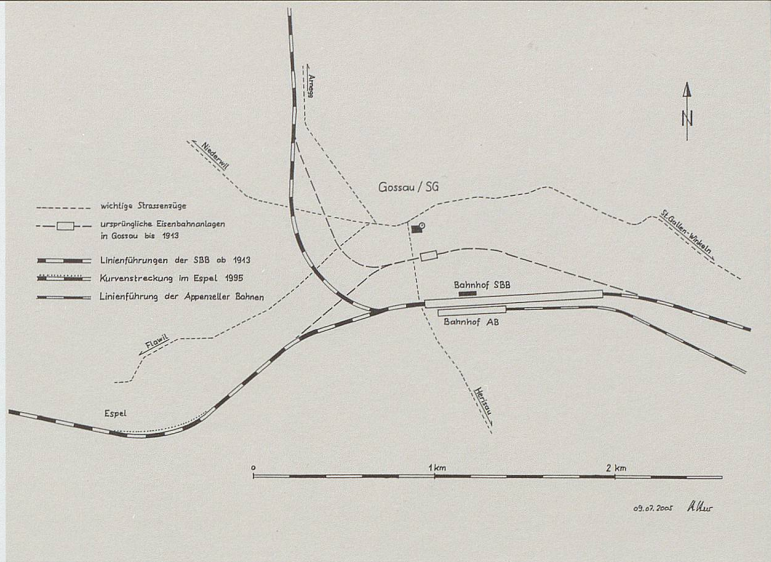 Arnegg
Niederwil
N
Gossau / SG
St. Gallen-Winkeln
wichtige Strassenzüge
ursprüngliche Eisenbahnanlagen
in Gossau bis 1913
Linienführungen der SBB ab 1913
Kurvenstreckung im Espel 1995
Linienführung der Appenzeller Bahnen
Bahnhof SBB
Bahnhof AB
Flawil
Herisau
Espel
0 1 km 2 km
09.07.2005